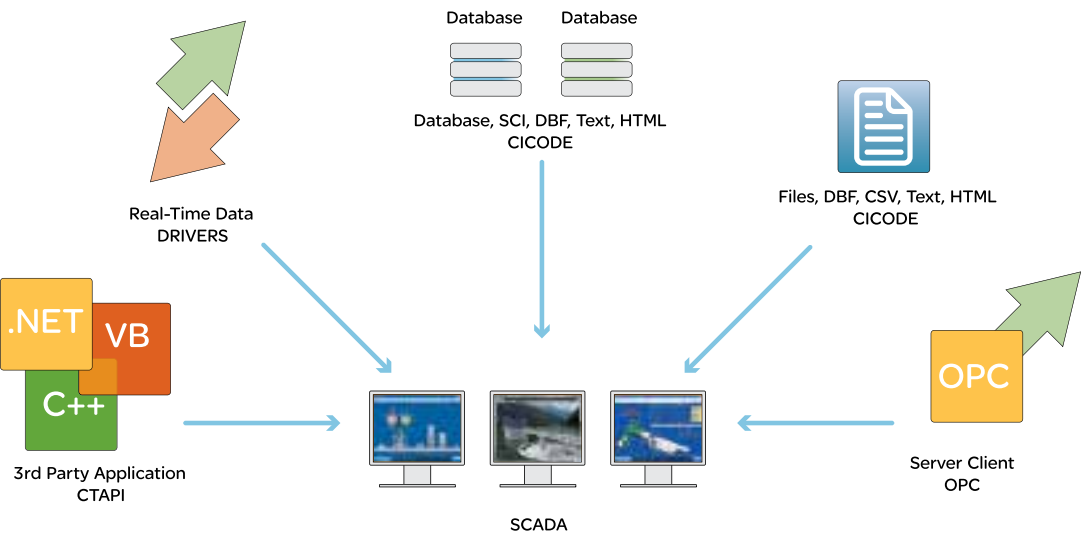 Database
Database
Database, SCI, DBF, Text, HTML
CICODE
Files, DBF, CSV, Text, HTML
CICODE
Real-Time Data
DRIVERS
.NET
VB
C++
3rd Party Application
CTAPI
OPC
Server Client
OPC
SCADA